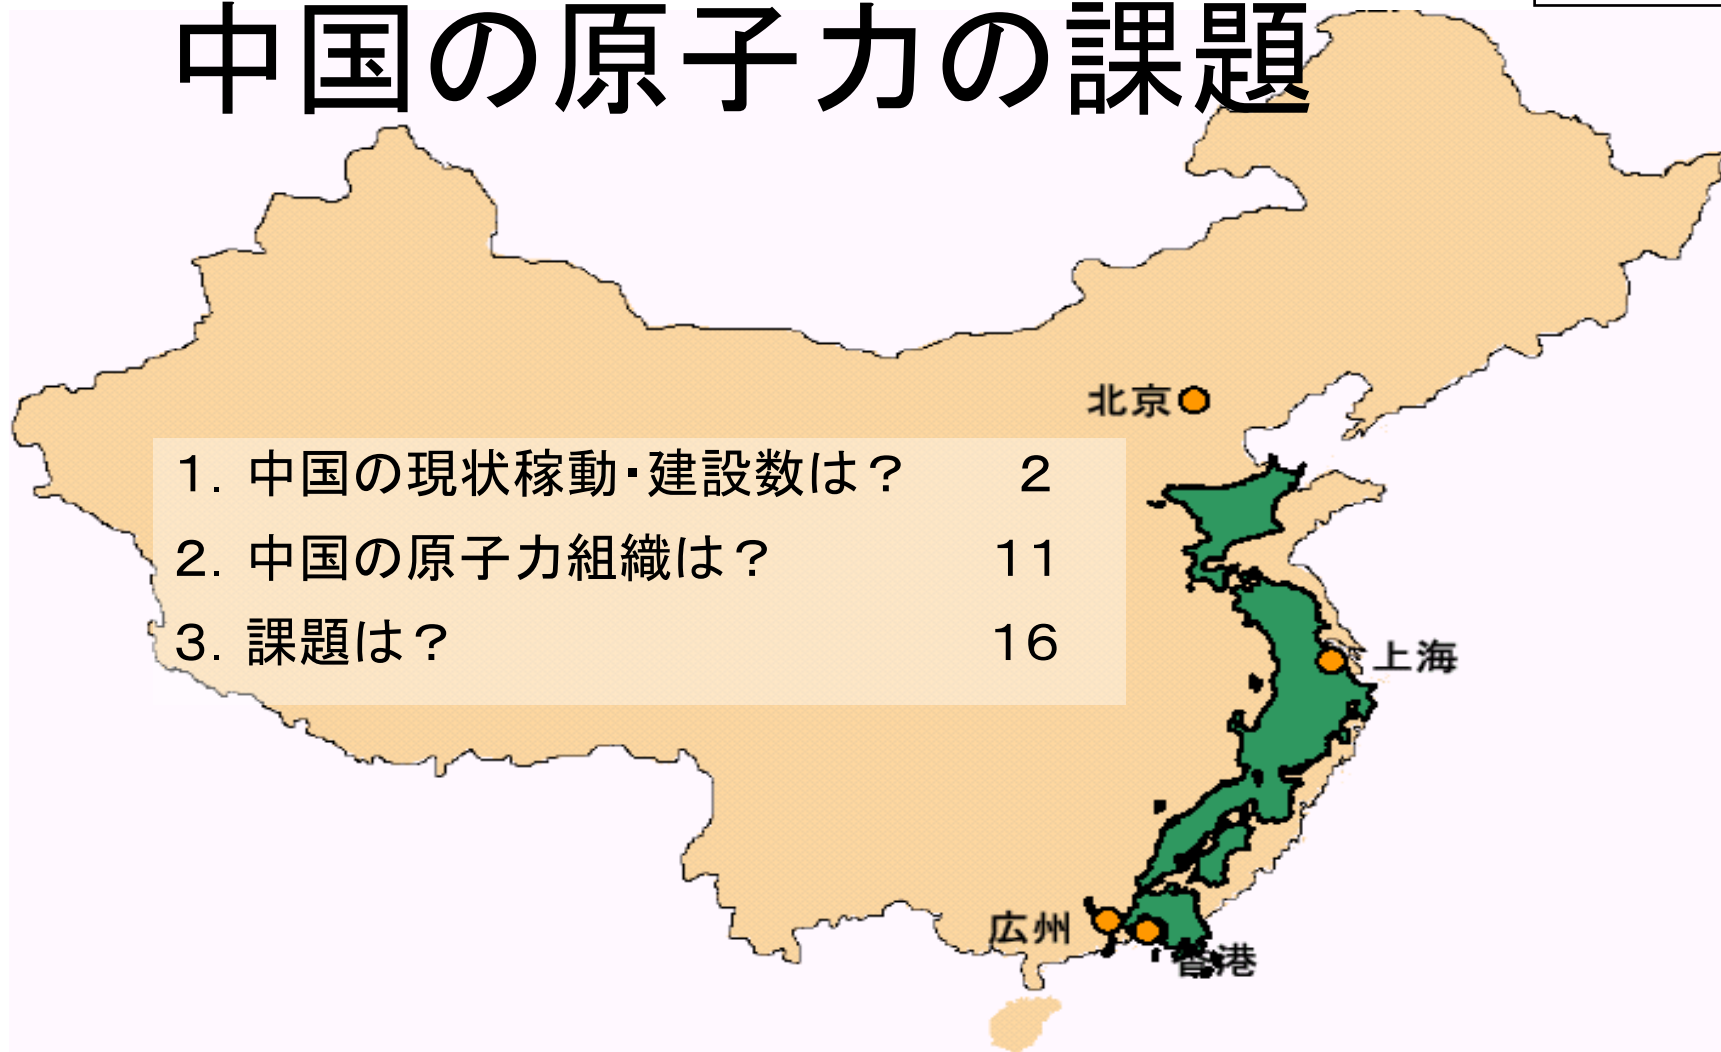 中国の原子力の課題
北京
１．中国の現状稼動･建設数は？ ２
２．中国の原子力組織は？ １１
３．課題は？ １６
上海
広州
香港